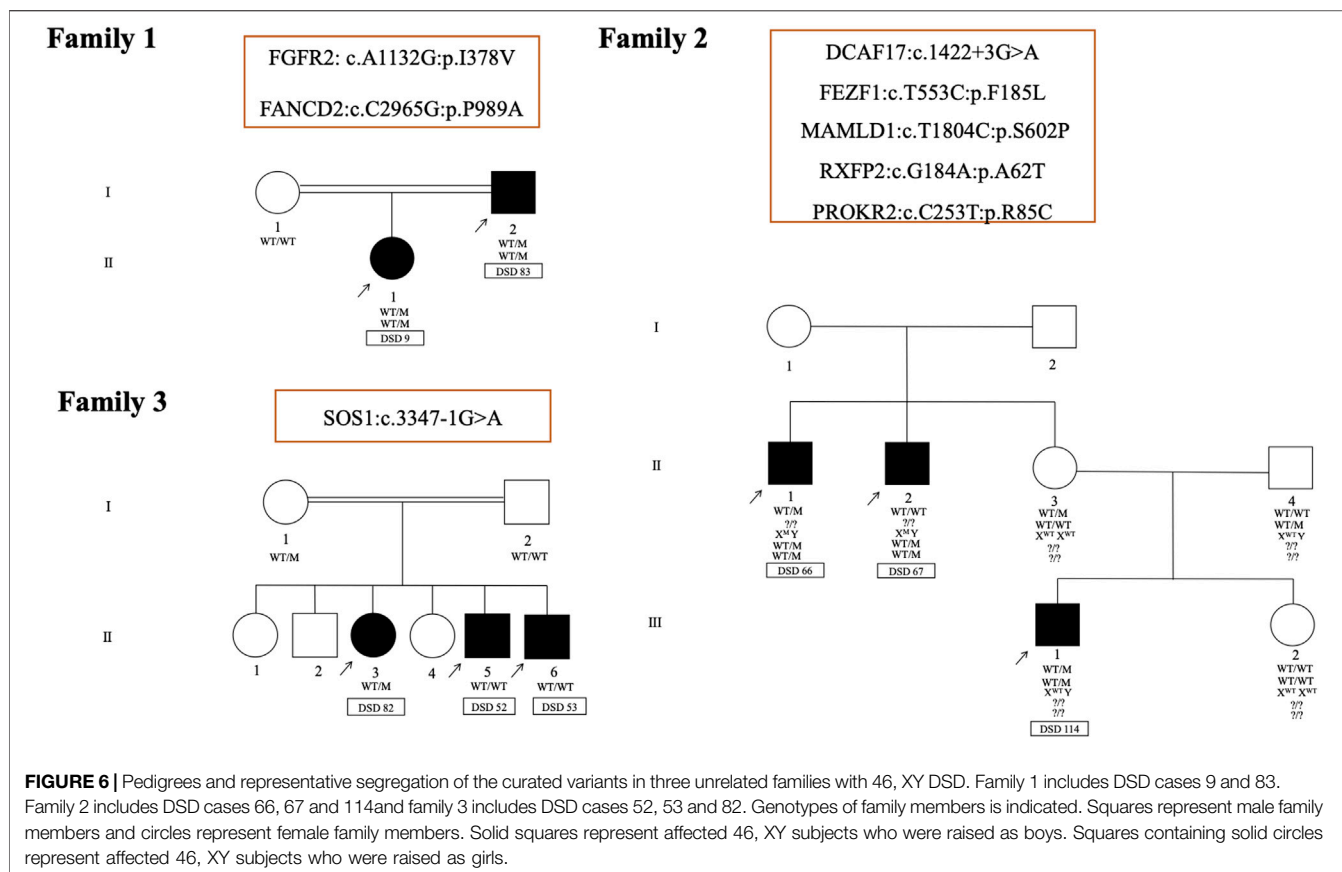 Family 1
FGFR2: c.A1132G:p.I378V
FANCD2:c.C2965G:p.P989A
I
1
WT/WT
2
WT/M
WT/M
DSD 83
II
1
WT/M
WT/M
DSD 9
Family 2
DCAF17:c.1422+3G>A
FEZF1:c.T553C:p.F185L
MAMLD1:c.T1804C:p.S602P
RXFP2:c.G184A:p.A62T
PROKR2:c.C253T:p.R85C
I
1
2
II
1
WT/M
?/?
XᴹY
WT/M
WT/M
DSD 66
2
WT/WT
?/?
XᴹY
WT/M
WT/M
DSD 67
3
WT/M
WT/WT
Xᵂᵀ Xᵂᵀ
?/?
?/?
4
WT/WT
WT/M
XᵂᵀY
?/?
?/?
III
1
WT/M
WT/M
XᵂᵀY
?/?
?/?
DSD 114
2
WT/WT
WT/WT
Xᵂᵀ Xᵂᵀ
?/?
?/?
Family 3
SOS1:c.3347-1G>A
I
1
WT/M
2
WT/WT
II
1
2
3
WT/M
DSD 82
4
5
WT/WT
DSD 52
6
WT/WT
DSD 53
FIGURE 6 | Pedigrees and representative segregation of the curated variants in three unrelated families with 46, XY DSD. Family 1 includes DSD cases 9 and 83.
Family 2 includes DSD cases 66, 67 and 114and family 3 includes DSD cases 52, 53 and 82. Genotypes of family members is indicated. Squares represent male family
members and circles represent female family members. Solid squares represent affected 46, XY subjects who were raised as boys. Squares containing solid circles
represent affected 46, XY subjects who were raised as girls.